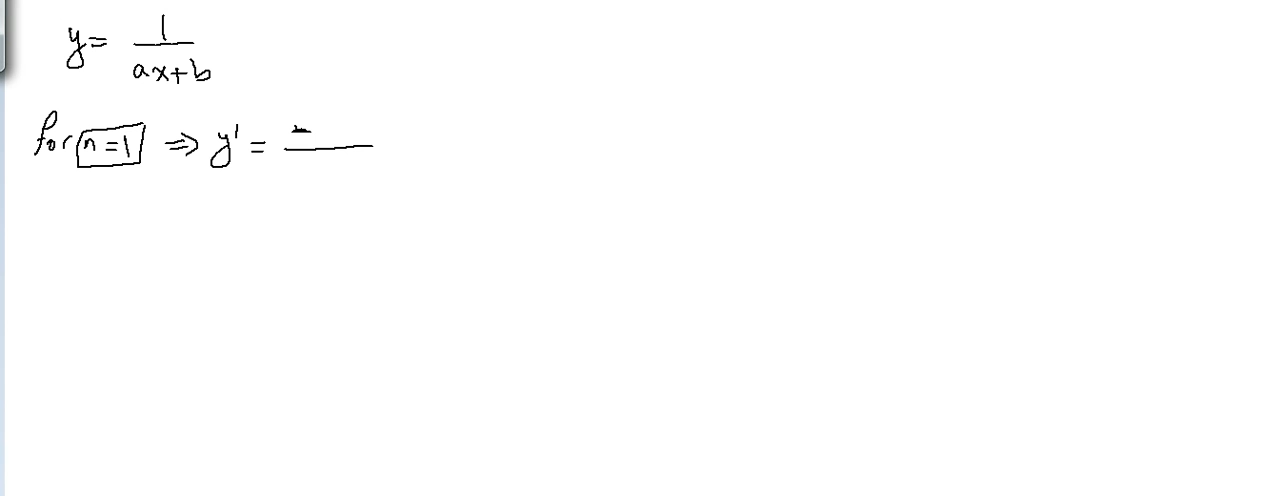 y = 1/(ax+b)
for n=1 ⇒ y' = -/